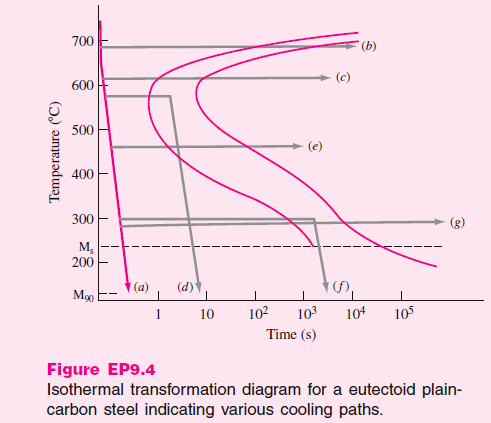 Temperature (°C)
700
600
500
400
300
Mₛ
200
M₉₀
(a)
(b)
(c)
(d)
(e)
(f)
(g)
1
10
10²
10³
10⁴
10⁵
Time (s)
Figure EP9.4
Isothermal transformation diagram for a eutectoid plain-
carbon steel indicating various cooling paths.